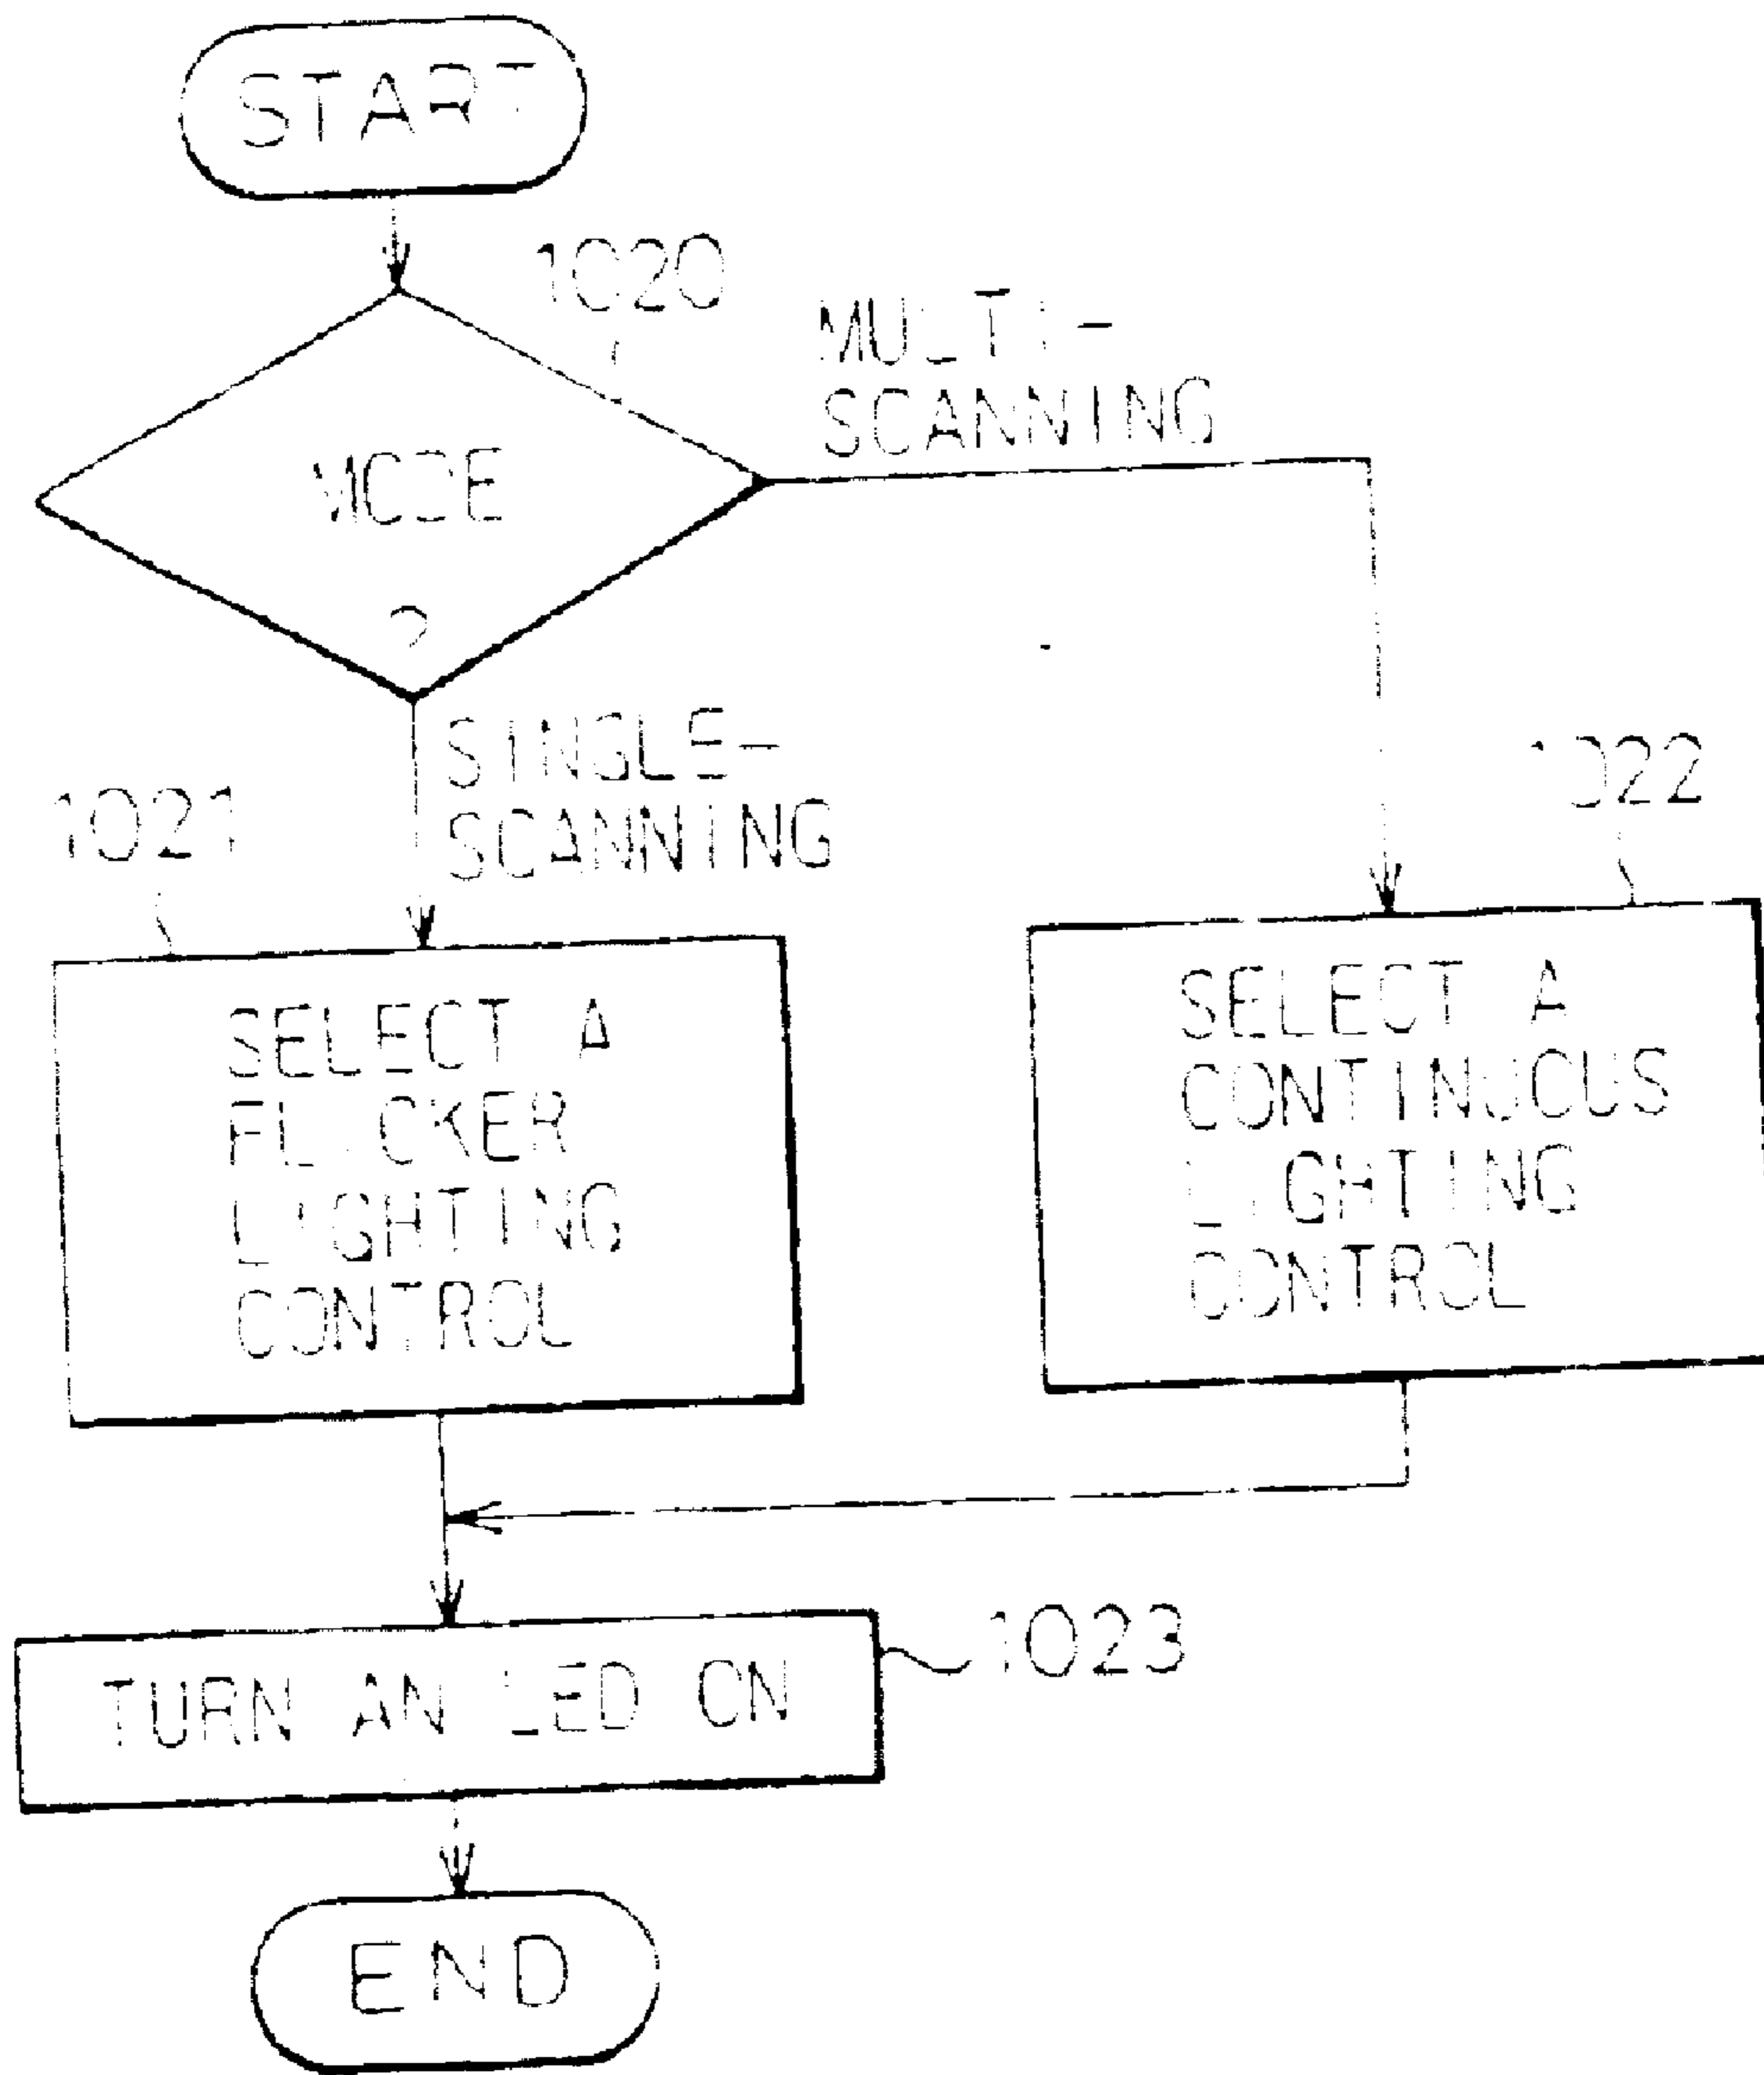 START
1020
MULTI-
SCANNING
MODE
?
SINGLE-
SCANNING
1021
1022
SELECT A
FLICKER
LIGHTING
CONTROL
SELECT A
CONTINUOUS
LIGHTING
CONTROL
TURN AN LED ON
1023
END